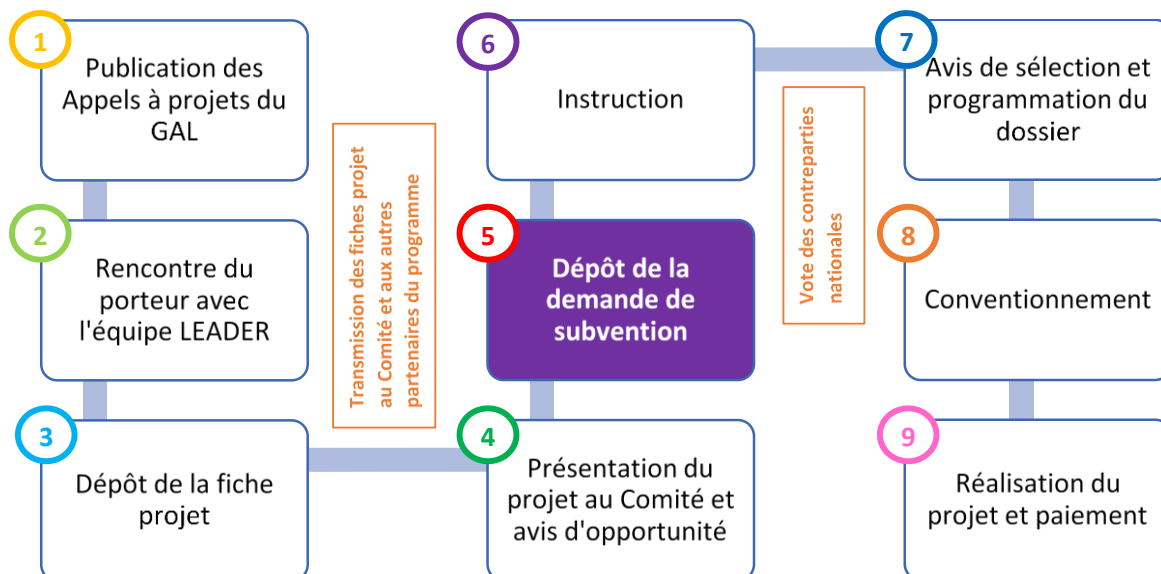 1
Publication des
Appels à projets du
GAL
2
Rencontre du
porteur avec
l'équipe LEADER
3
Dépôt de la fiche
projet
Transmission des fiches projet
au Comité et aux autres
partenaires du programme
4
Présentation du
projet au Comité et
avis d'opportunité
5
Dépôt de la
demande de
subvention
6
Instruction
Vote des contreparties
nationales
7
Avis de sélection et
programmation du
dossier
8
Conventionnement
9
Réalisation du
projet et paiement